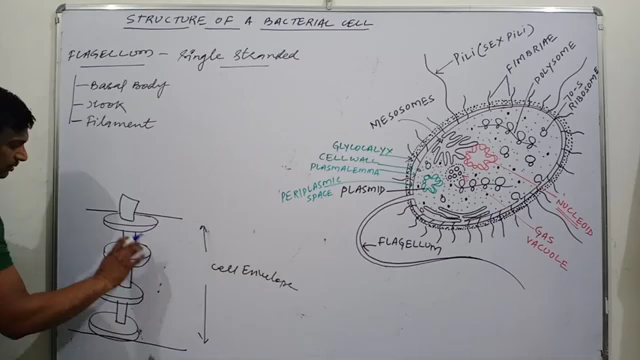 STRUCTURE OF A BACTERIAL CELL
FLAGELLUM - Single Stranded
Basal Body
Hook
Filament
Cell Envelope
PILI (SEX PILI)
FIMBRIAE
POLYSOME
70-S
RIBOSOME
MESOSOMES
GLYCOCALYX
CELL WALL
PLASMALEMMA
PERIPLASMIC
SPACE
PLASMID
FLAGELLUM
NUCLEOID
GAS
VACUOLE